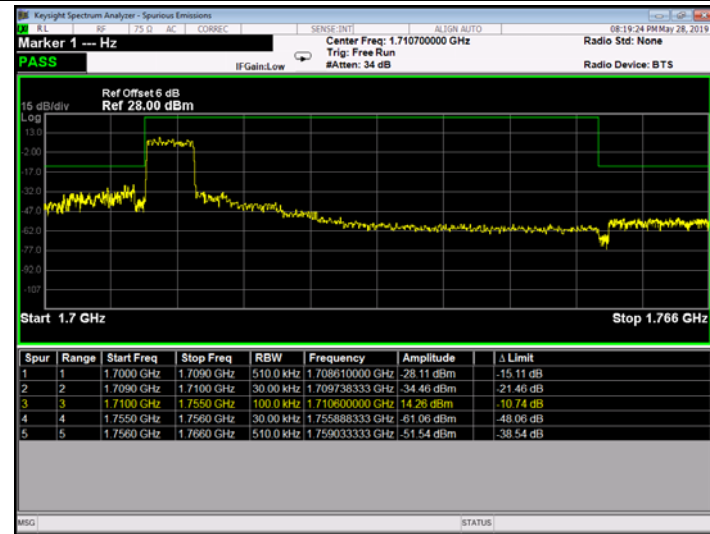 Keysight Spectrum Analyzer - Spurious Emissions
RL RF 75 Ω AC CORREC SENSE:INT ALIGN AUTO 08:19:24 PM May 28, 2019
Marker 1 --- Hz Center Freq: 1.710700000 GHz Radio Std: None
Trig: Free Run
PASS IFGain:Low #Atten: 34 dB Radio Device: BTS
Ref Offset 6 dB
15 dB/div Ref 28.00 dBm
Log
13.0
-2.00
-17.0
-32.0
-47.0
-62.0
-77.0
-92.0
-107
Start 1.7 GHz Stop 1.766 GHz
Spur Range Start Freq Stop Freq RBW Frequency Amplitude Δ Limit
1 1 1.7000 GHz 1.7090 GHz 510.0 kHz 1.708610000 GHz -28.11 dBm -15.11 dB
2 2 1.7090 GHz 1.7100 GHz 30.00 kHz 1.709738333 GHz -34.46 dBm -21.46 dB
3 3 1.7100 GHz 1.7550 GHz 100.0 kHz 1.710600000 GHz 14.26 dBm -10.74 dB
4 4 1.7550 GHz 1.7560 GHz 30.00 kHz 1.755888333 GHz -61.06 dBm -48.06 dB
5 5 1.7560 GHz 1.7660 GHz 510.0 kHz 1.759033333 GHz -51.54 dBm -38.54 dB
MSG STATUS